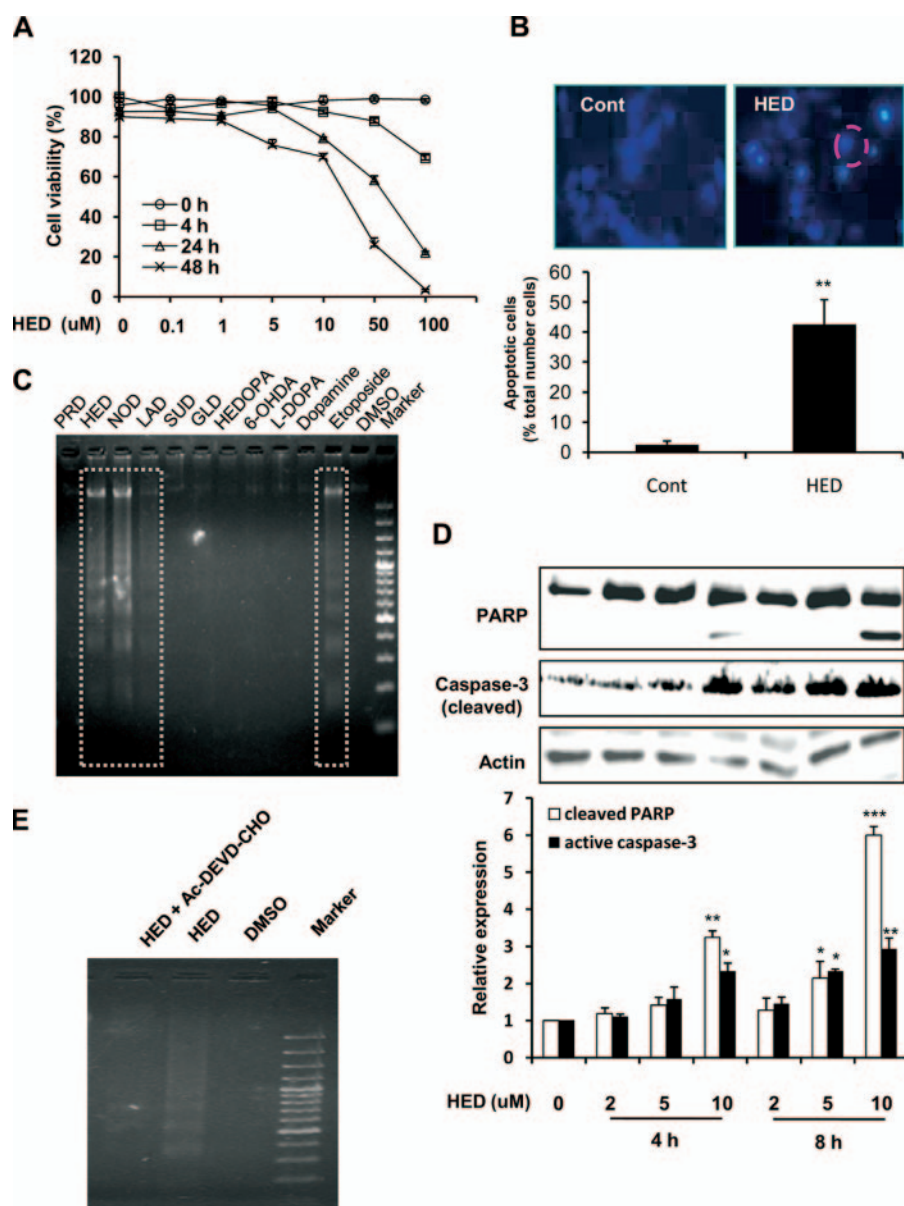 A
120
100
80
60
40
20
0
Cell viability (%)
0 h
4 h
24 h
48 h
HED (uM) 0 0.1 1 5 10 50 100
B
Cont
HED
60
50
40
30
20
10
0
Apoptotic cells
(% total number cells)
**
Cont HED
C
PRD
HED
NOD
LAD
SUD
GLD
HEDOPA
6-OHDA
L-DOPA
Dopamine
Etoposide
DMSO
Marker
D
PARP
Caspase-3
(cleaved)
Actin
7
6
5
4
3
2
1
0
Relative expression
cleaved PARP
active caspase-3
**
*
*
*
***
**
HED (uM) 0 2 5 10 2 5 10
4 h 8 h
E
HED + Ac-DEVD-CHO
HED
DMSO
Marker